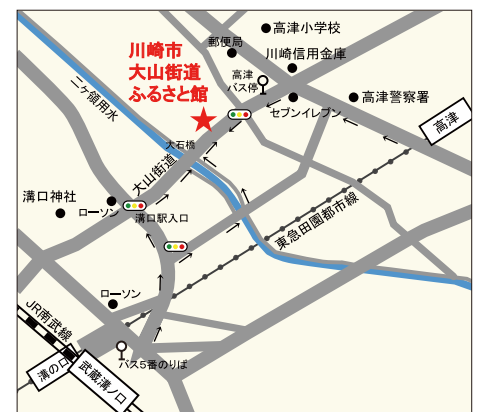 高津小学校
郵便局
川崎市
大山街道
ふるさと館
川崎信用金庫
高津
バス停
高津警察署
セブンイレブン
高津
二ヶ領用水
大石橋
大山街道
溝口神社
ローソン
溝口駅入口
東急田園都市線
ローソン
JR南武線
バス5番のりば
溝の口
武蔵溝ノ口